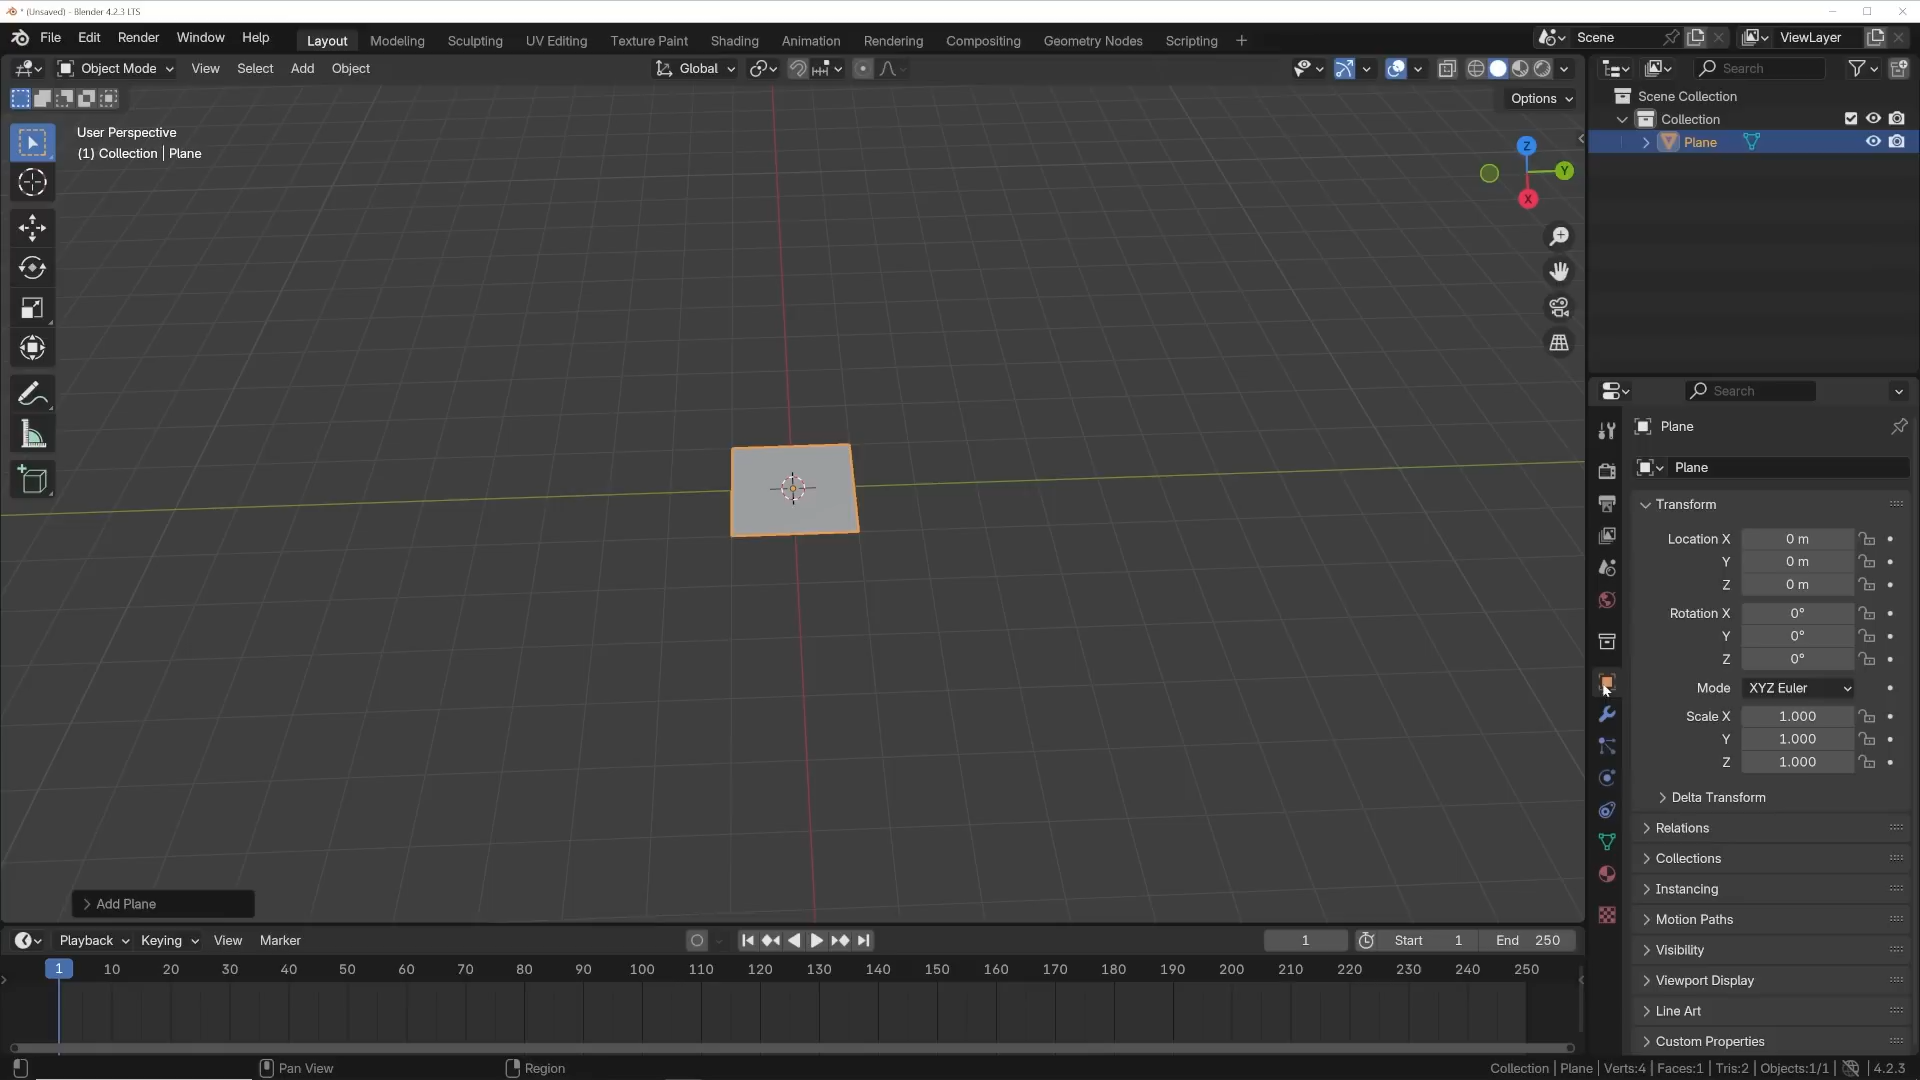 * (Unsaved) - Blender 4.2.3 LTS
File Edit Render Window Help Layout Modeling Sculpting UV Editing Texture Paint Shading Animation Rendering Compositing Geometry Nodes Scripting + Scene ViewLayer
Object Mode View Select Add Object Global
Search
Options
User Perspective
(1) Collection | Plane
Z
Y
X
Scene Collection
Collection
Plane
Search
Plane
Plane
Transform
Location X 0 m
Y 0 m
Z 0 m
Rotation X 0°
Y 0°
Z 0°
Mode XYZ Euler
Scale X 1.000
Y 1.000
Z 1.000
Delta Transform
Relations
Collections
Instancing
Motion Paths
Visibility
Viewport Display
Line Art
Custom Properties
Add Plane
Playback Keying View Marker 1 Start 1 End 250
1 10 20 30 40 50 60 70 80 90 100 110 120 130 140 150 160 170 180 190 200 210 220 230 240 250
Pan View Region Collection | Plane | Verts:4 | Faces:1 | Tris:2 | Objects:1/1 | 4.2.3